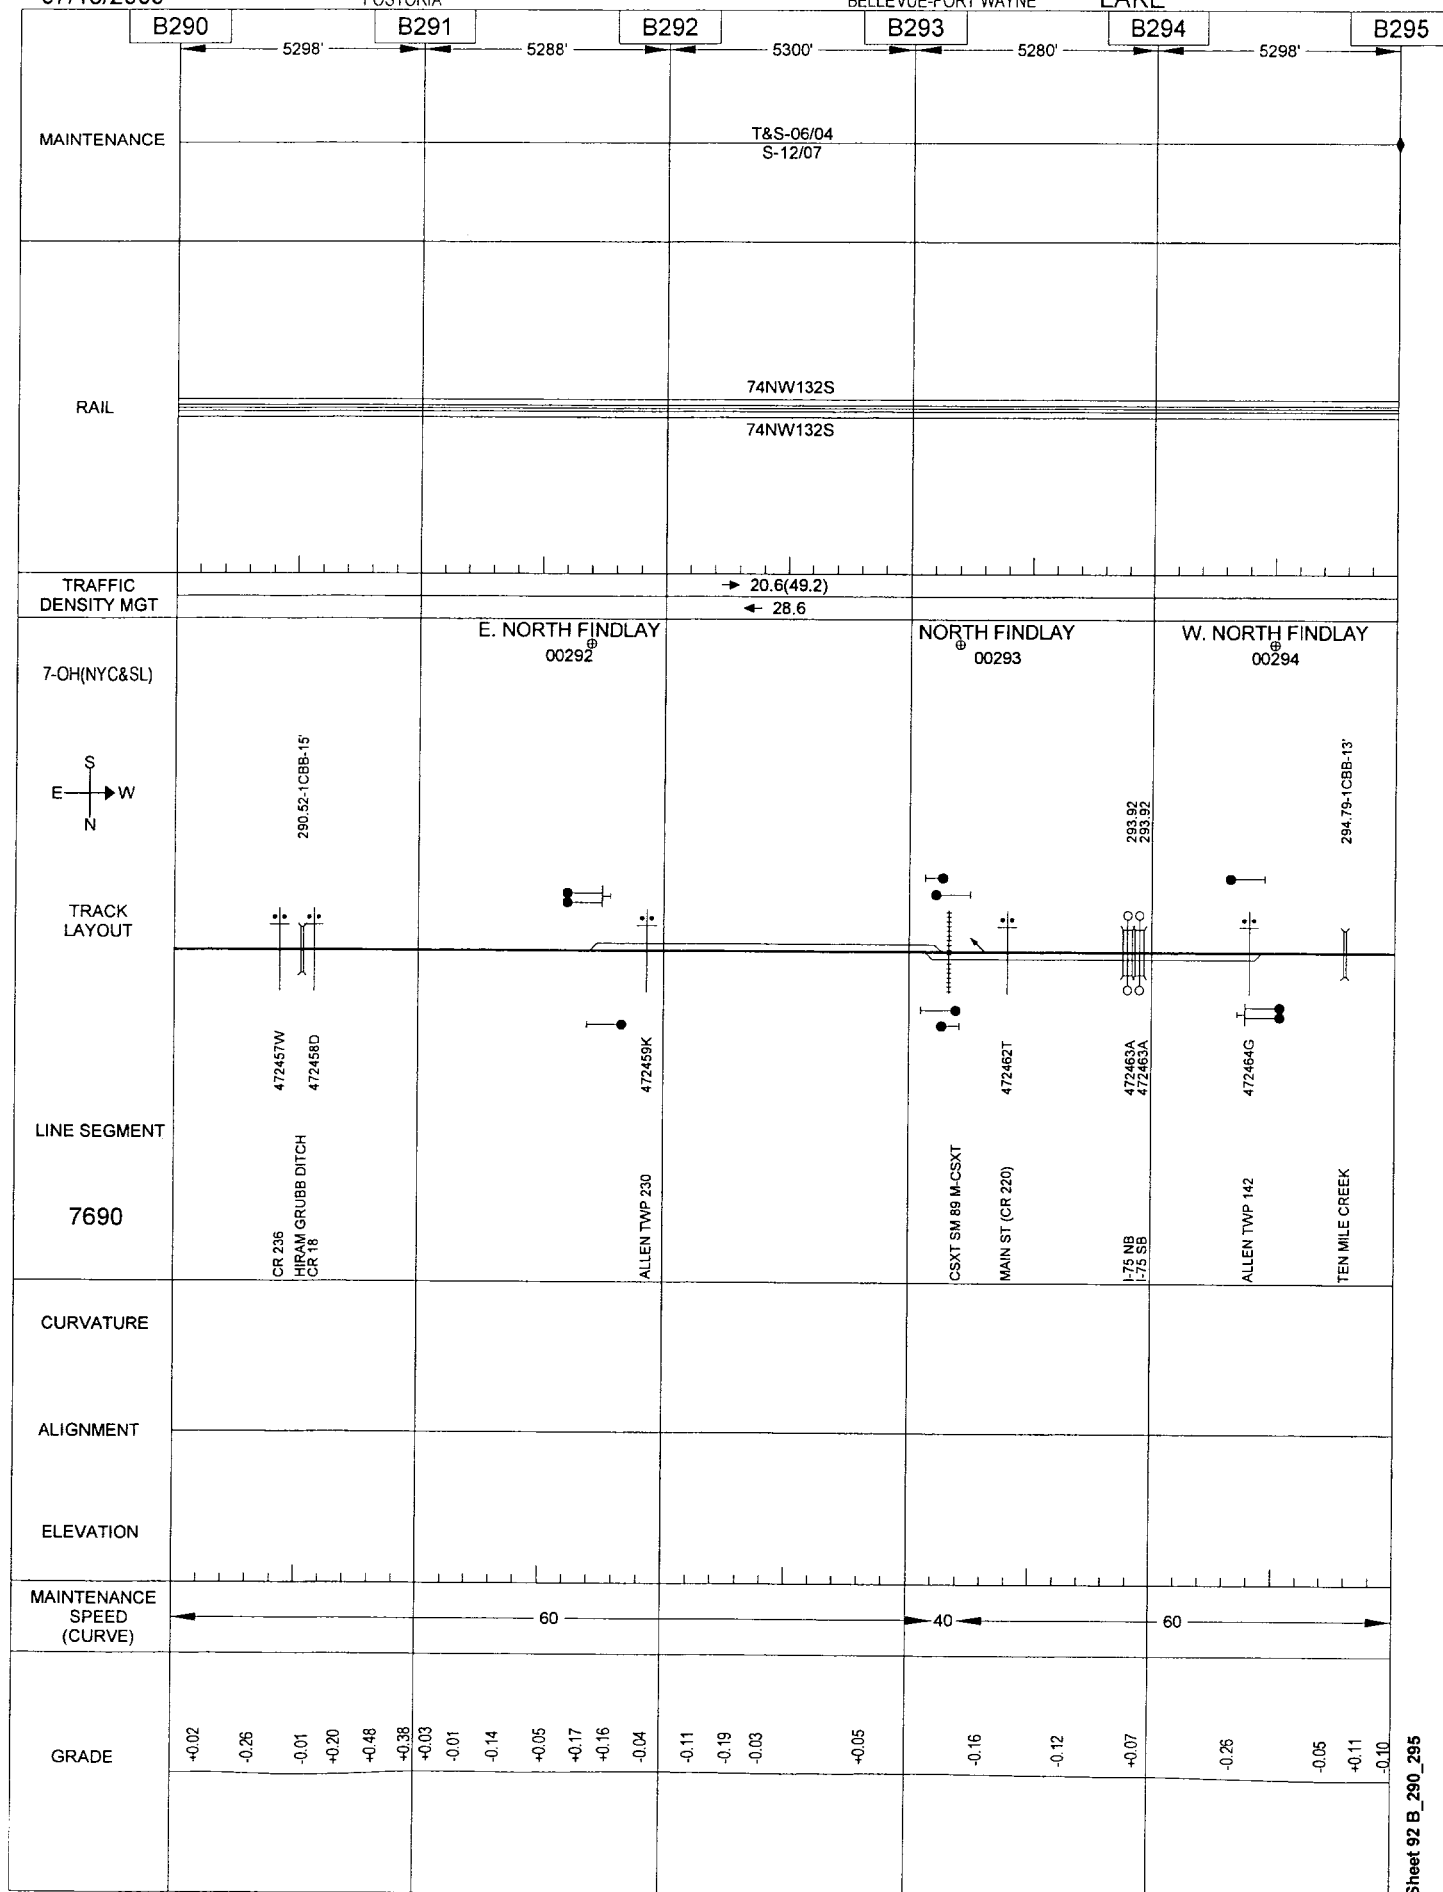 FOSTORIA BELLEVUE-FORT WAYNE LAKE
B290 B291 B292 B293 B294 B295
5298' 5288' 5300' 5280' 5298'
MAINTENANCE
T&S-06/04
S-12/07
RAIL
74NW132S
74NW132S
TRAFFIC
DENSITY MGT
20.6(49.2)
28.6
E. NORTH FINDLAY NORTH FINDLAY W. NORTH FINDLAY
00292 00293 00294
7-OH(NYC&SL)
S
E W
N
290.52-1CBB-15'
293.92
293.92
294.79-1CBB-13'
TRACK
LAYOUT
472457W
472458D
472459K
472462T
472463A
472463A
472464G
LINE SEGMENT
7690
CR 236
HIRAM GRUBB DITCH
CR 18
ALLEN TWP 230
CSXT SM 89 M-CSXT
MAIN ST (CR 220)
I-75 NB
I-75 SB
ALLEN TWP 142
TEN MILE CREEK
CURVATURE
ALIGNMENT
ELEVATION
MAINTENANCE
SPEED
(CURVE)
60 40 60
GRADE
+0.02
-0.26
-0.01
+0.20
+0.48
+0.38
+0.03
-0.01
-0.14
+0.05
+0.17
+0.16
-0.04
-0.11
-0.19
-0.03
+0.05
-0.16
-0.12
+0.07
-0.26
-0.05
+0.11
-0.10
Sheet 92 B_290_295